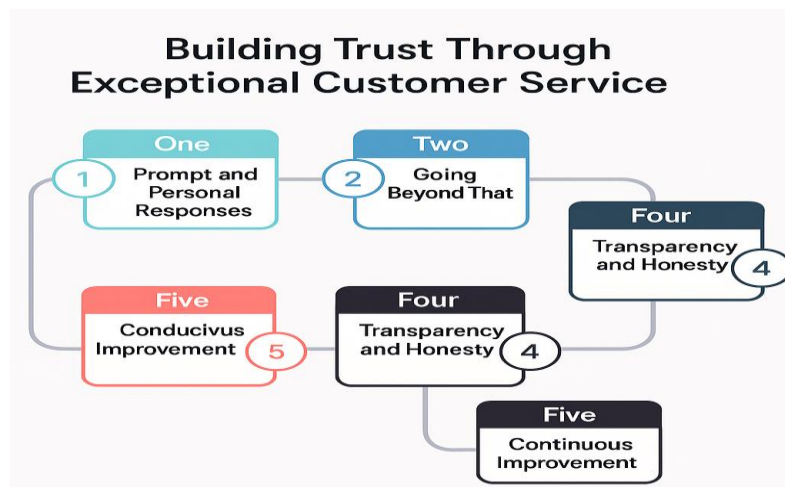 Building Trust Through
Exceptional Customer Service
One
1
Prompt and
Personal
Responses
Two
2
Going
Beyond That
Four
Transparency
and Honesty
4
Five
Conducivus
Improvement
5
Four
Transparency
and Honesty
4
Five
Continuous
Improvement